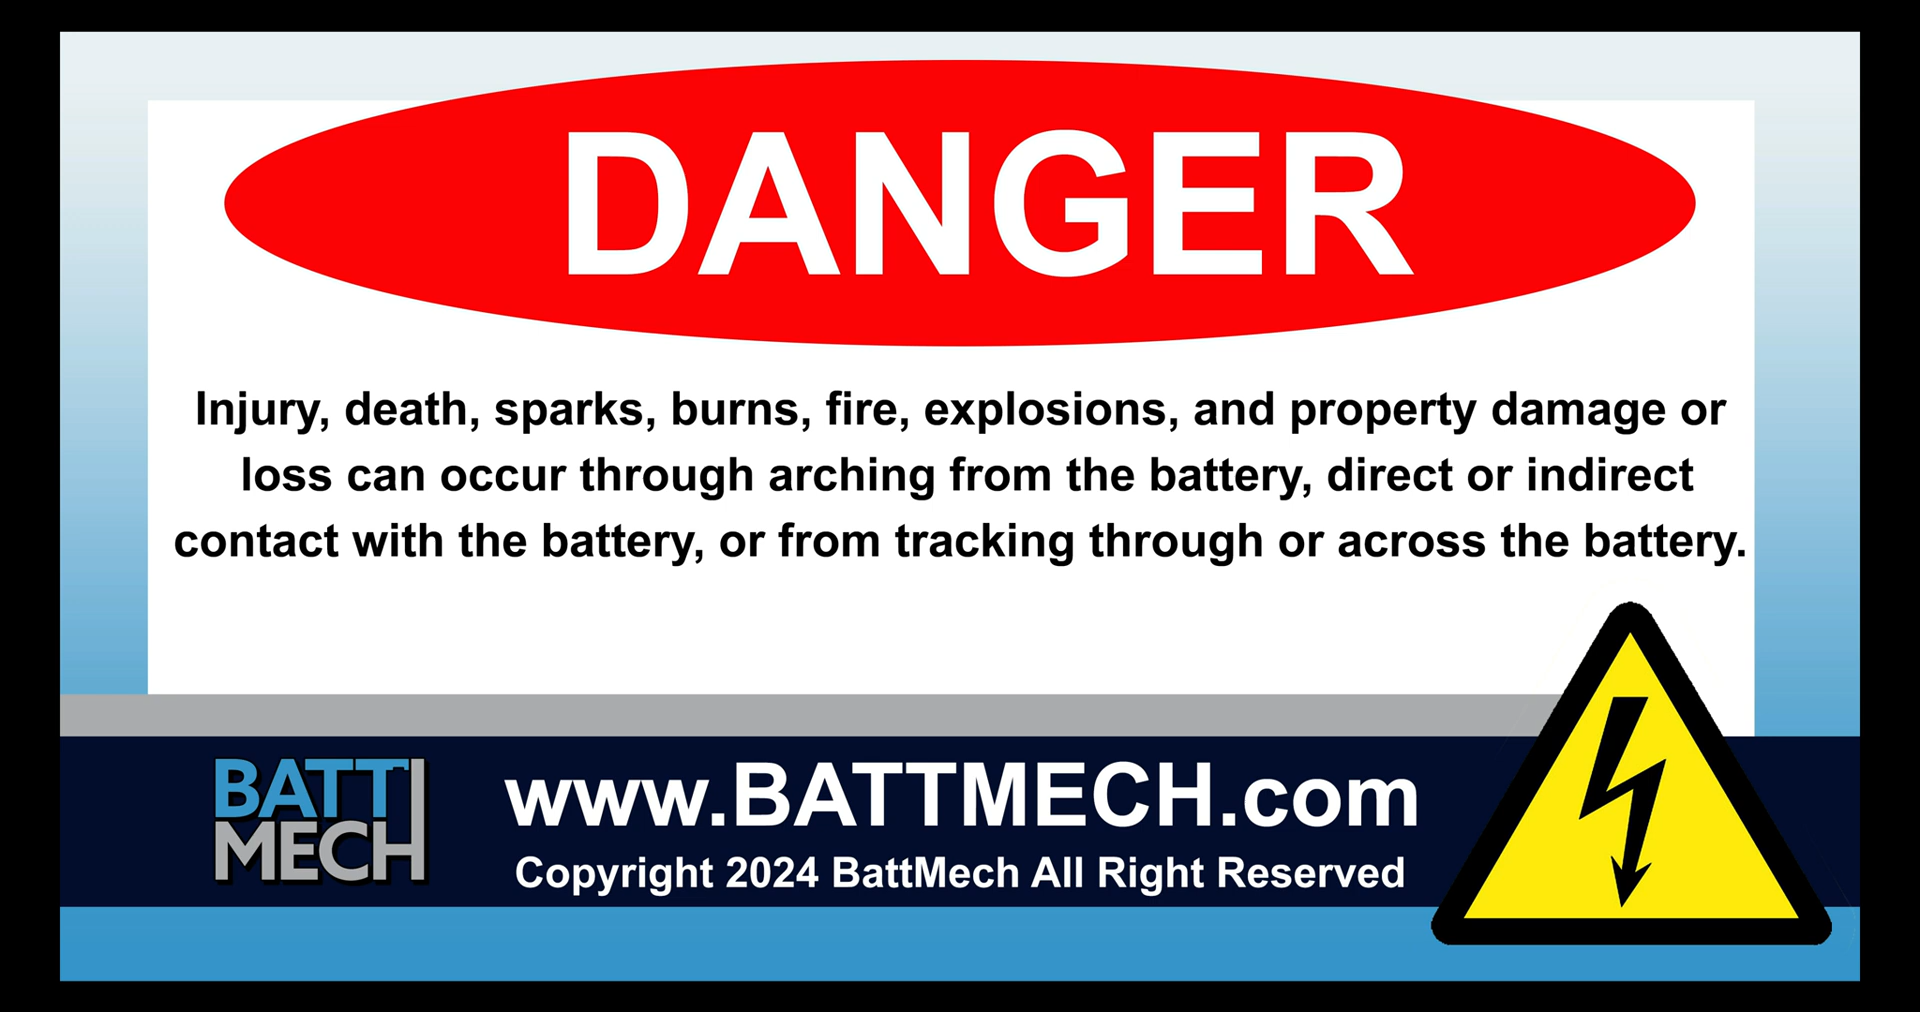 DANGER
Injury, death, sparks, burns, fire, explosions, and property damage or
loss can occur through arching from the battery, direct or indirect
contact with the battery, or from tracking through or across the battery.
BATT
MECH
www.BATTMECH.com
Copyright 2024 BattMech All Right Reserved